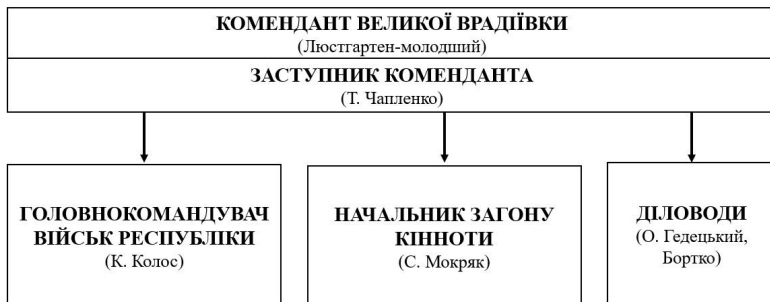 КОМЕНДАНТ ВЕЛИКОЇ ВРАДІЇВКИ
(Люстгартен-молодший)
ЗАСТУПНИК КОМЕНДАНТА
(Т. Чапленко)
ГОЛОВНОКОМАНДУВАЧ
ВІЙСЬК РЕСПУБЛІКИ
(К. Колос)
НАЧАЛЬНИК ЗАГОНУ
КІННОТИ
(С. Мокряк)
ДІЛОВОДИ
(О. Гедецький,
Бортко)